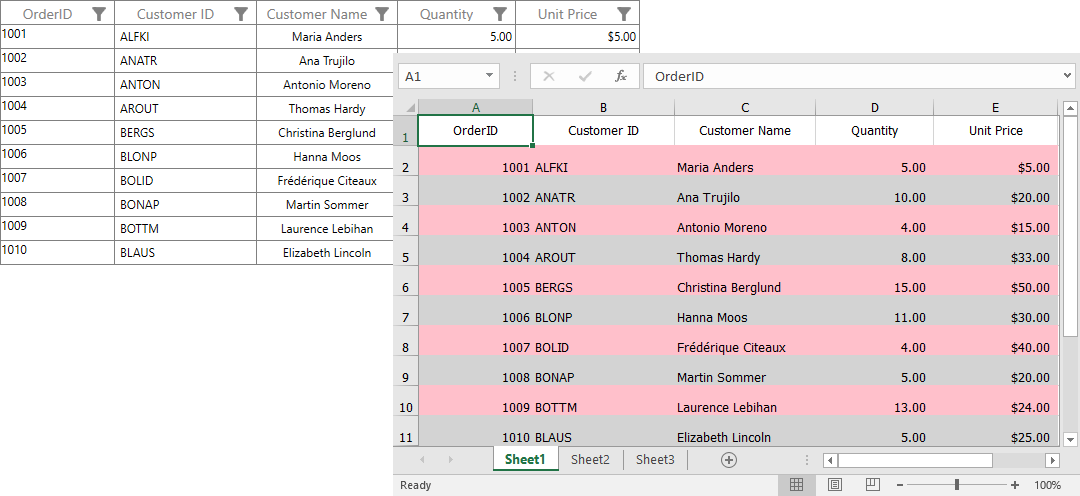 OrderID Customer ID Customer Name Quantity Unit Price
1001 ALFKI Maria Anders 5.00 $5.00
1002 ANATR Ana Trujilo
1003 ANTON Antonio Moreno
1004 AROUT Thomas Hardy
1005 BERGS Christina Berglund
1006 BLONP Hanna Moos
1007 BOLID Frédérique Citeaux
1008 BONAP Martin Sommer
1009 BOTTM Laurence Lebihan
1010 BLAUS Elizabeth Lincoln
A1 fx OrderID
A B C D E
1 OrderID Customer ID Customer Name Quantity Unit Price
2 1001 ALFKI Maria Anders 5.00 $5.00
3 1002 ANATR Ana Trujilo 10.00 $20.00
4 1003 ANTON Antonio Moreno 4.00 $15.00
5 1004 AROUT Thomas Hardy 8.00 $33.00
6 1005 BERGS Christina Berglund 15.00 $50.00
7 1006 BLONP Hanna Moos 11.00 $30.00
8 1007 BOLID Frédérique Citeaux 4.00 $40.00
9 1008 BONAP Martin Sommer 5.00 $20.00
10 1009 BOTTM Laurence Lebihan 13.00 $24.00
11 1010 BLAUS Elizabeth Lincoln 5.00 $25.00
Sheet1 Sheet2 Sheet3
Ready 100%